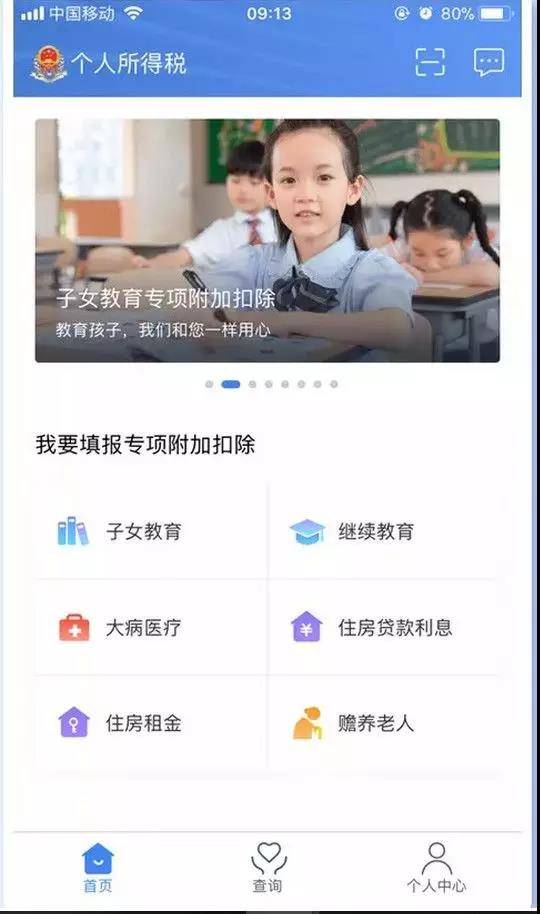 中国移动 09:13 80%
个人所得税
子女教育专项附加扣除
教育孩子，我们和您一样用心
我要填报专项附加扣除
子女教育 继续教育
大病医疗 住房贷款利息
住房租金 赡养老人
首页 查询 个人中心